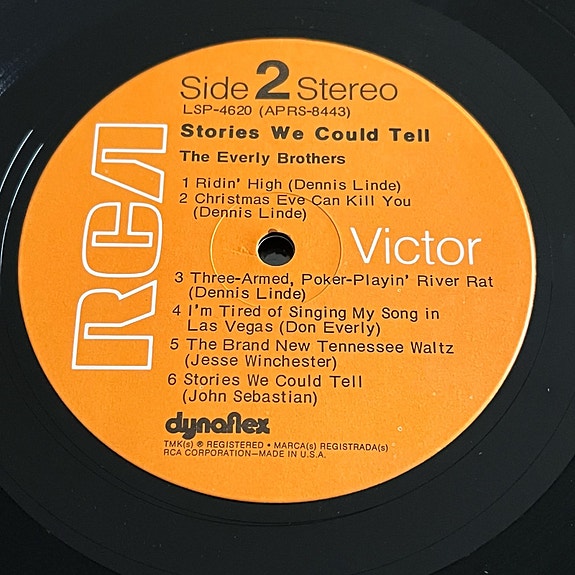 Side 2 Stereo
LSP-4620 (APRS-8443)
Stories We Could Tell
The Everly Brothers
1 Ridin' High (Dennis Linde)
2 Christmas Eve Can Kill You
(Dennis Linde)
RCA Victor
3 Three-Armed, Poker-Playin' River Rat
(Dennis Linde)
4 I'm Tired of Singing My Song in
Las Vegas (Don Everly)
5 The Brand New Tennessee Waltz
(Jesse Winchester)
6 Stories We Could Tell
(John Sebastian)
dynaflex
TMK(s) ® REGISTERED • MARCA(s) REGISTRADA(s)
RCA CORPORATION—MADE IN U.S.A.